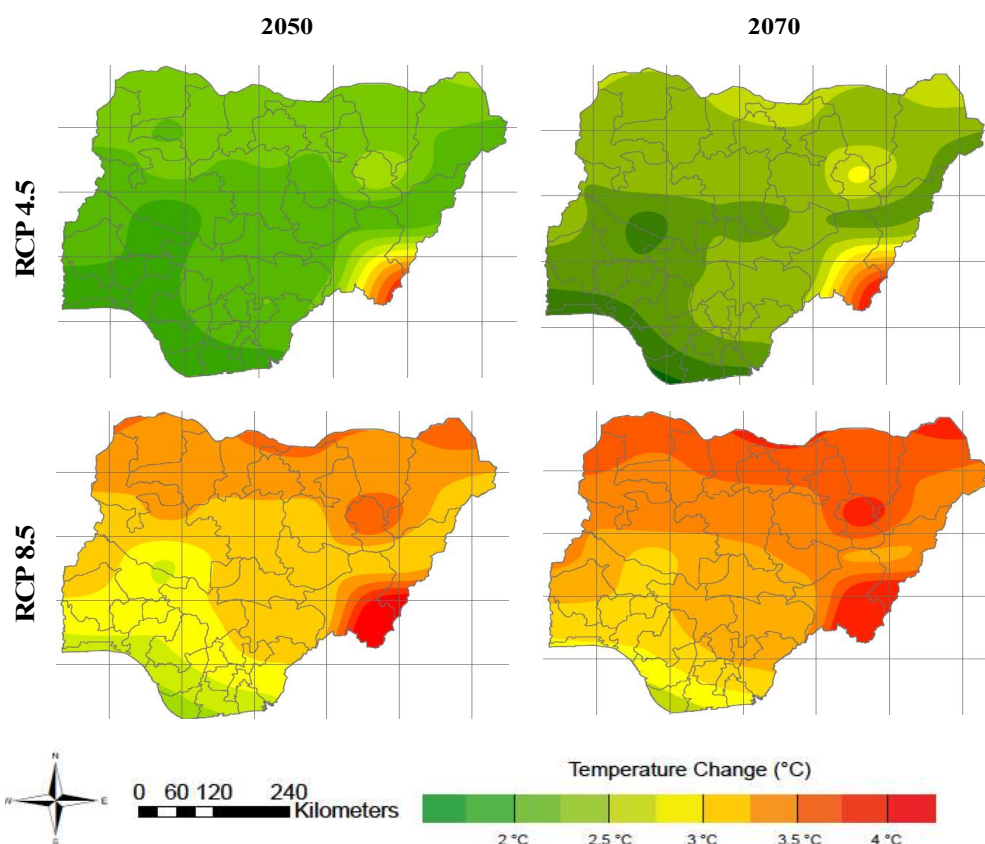 2050 2070
RCP 4.5
RCP 8.5
N
W E
S
0 60 120 240
Kilometers
Temperature Change (°C)
2 °C 2.5 °C 3 °C 3.5 °C 4 °C